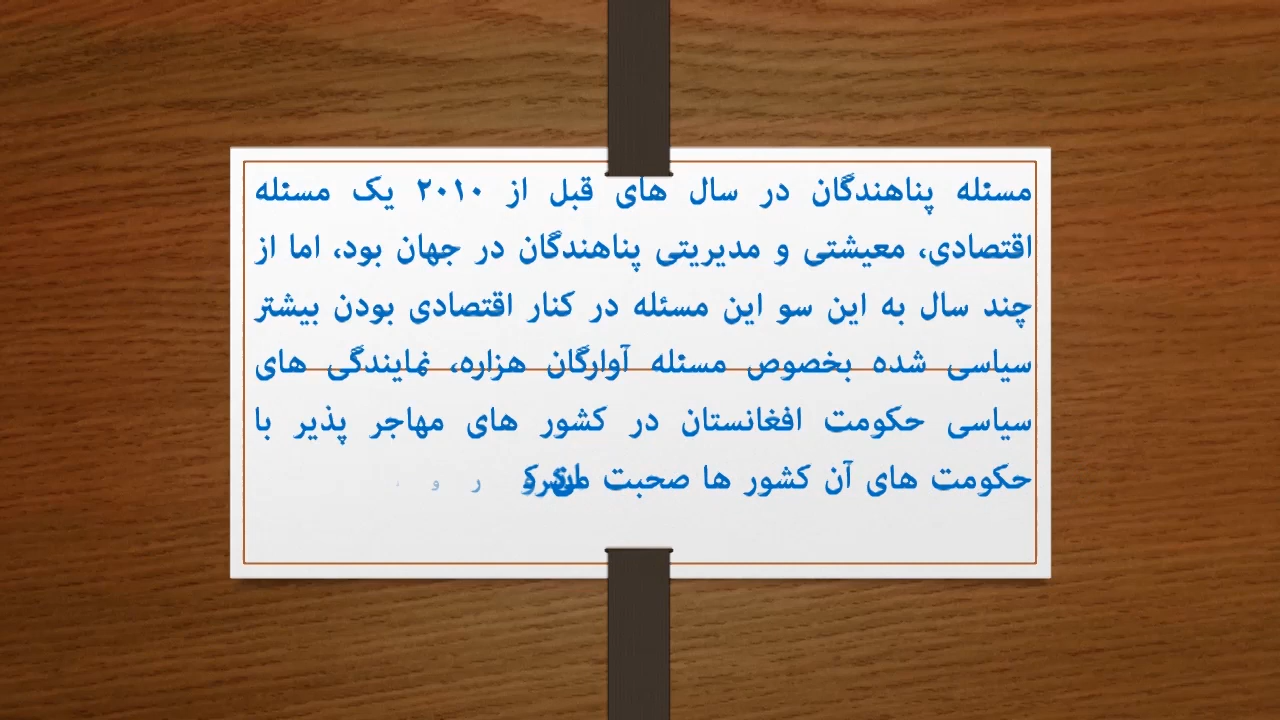 مسئله پناهندگان در سال های قبل از ۲۰۱۰ یک مسئله
اقتصادی، معیشتی و مدیریتی پناهندگان در جهان بود، اما از
چند سال به این سو این مسئله در کنار اقتصادی بودن بیشتر
سیاسی شده بخصوص مسئله آوارگان هزاره، نمایندگی های
سیاسی حکومت افغانستان در کشور های مهاجر پذیر با
حکومت های آن کشور ها صحبت